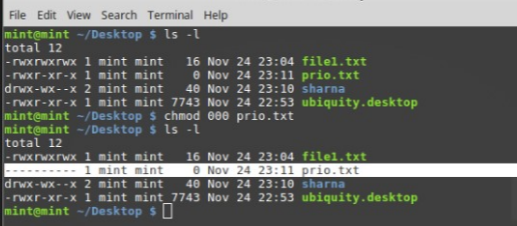 File Edit View Search Terminal Help
mint@mint ~/Desktop $ ls -l
total 12
-rwxrwxrwx 1 mint mint   16 Nov 24 23:04 file1.txt
-rwxr-xr-x 1 mint mint    0 Nov 24 23:11 prio.txt
drwx-wx--x 2 mint mint   40 Nov 24 23:10 sharna
-rwxr-xr-x 1 mint mint 7743 Nov 24 22:53 ubiquity.desktop
mint@mint ~/Desktop $ chmod 000 prio.txt
mint@mint ~/Desktop $ ls -l
total 12
-rwxrwxrwx 1 mint mint   16 Nov 24 23:04 file1.txt
---------- 1 mint mint    0 Nov 24 23:11 prio.txt
drwx-wx--x 2 mint mint   40 Nov 24 23:10 sharna
-rwxr-xr-x 1 mint mint 7743 Nov 24 22:53 ubiquity.desktop
mint@mint ~/Desktop $